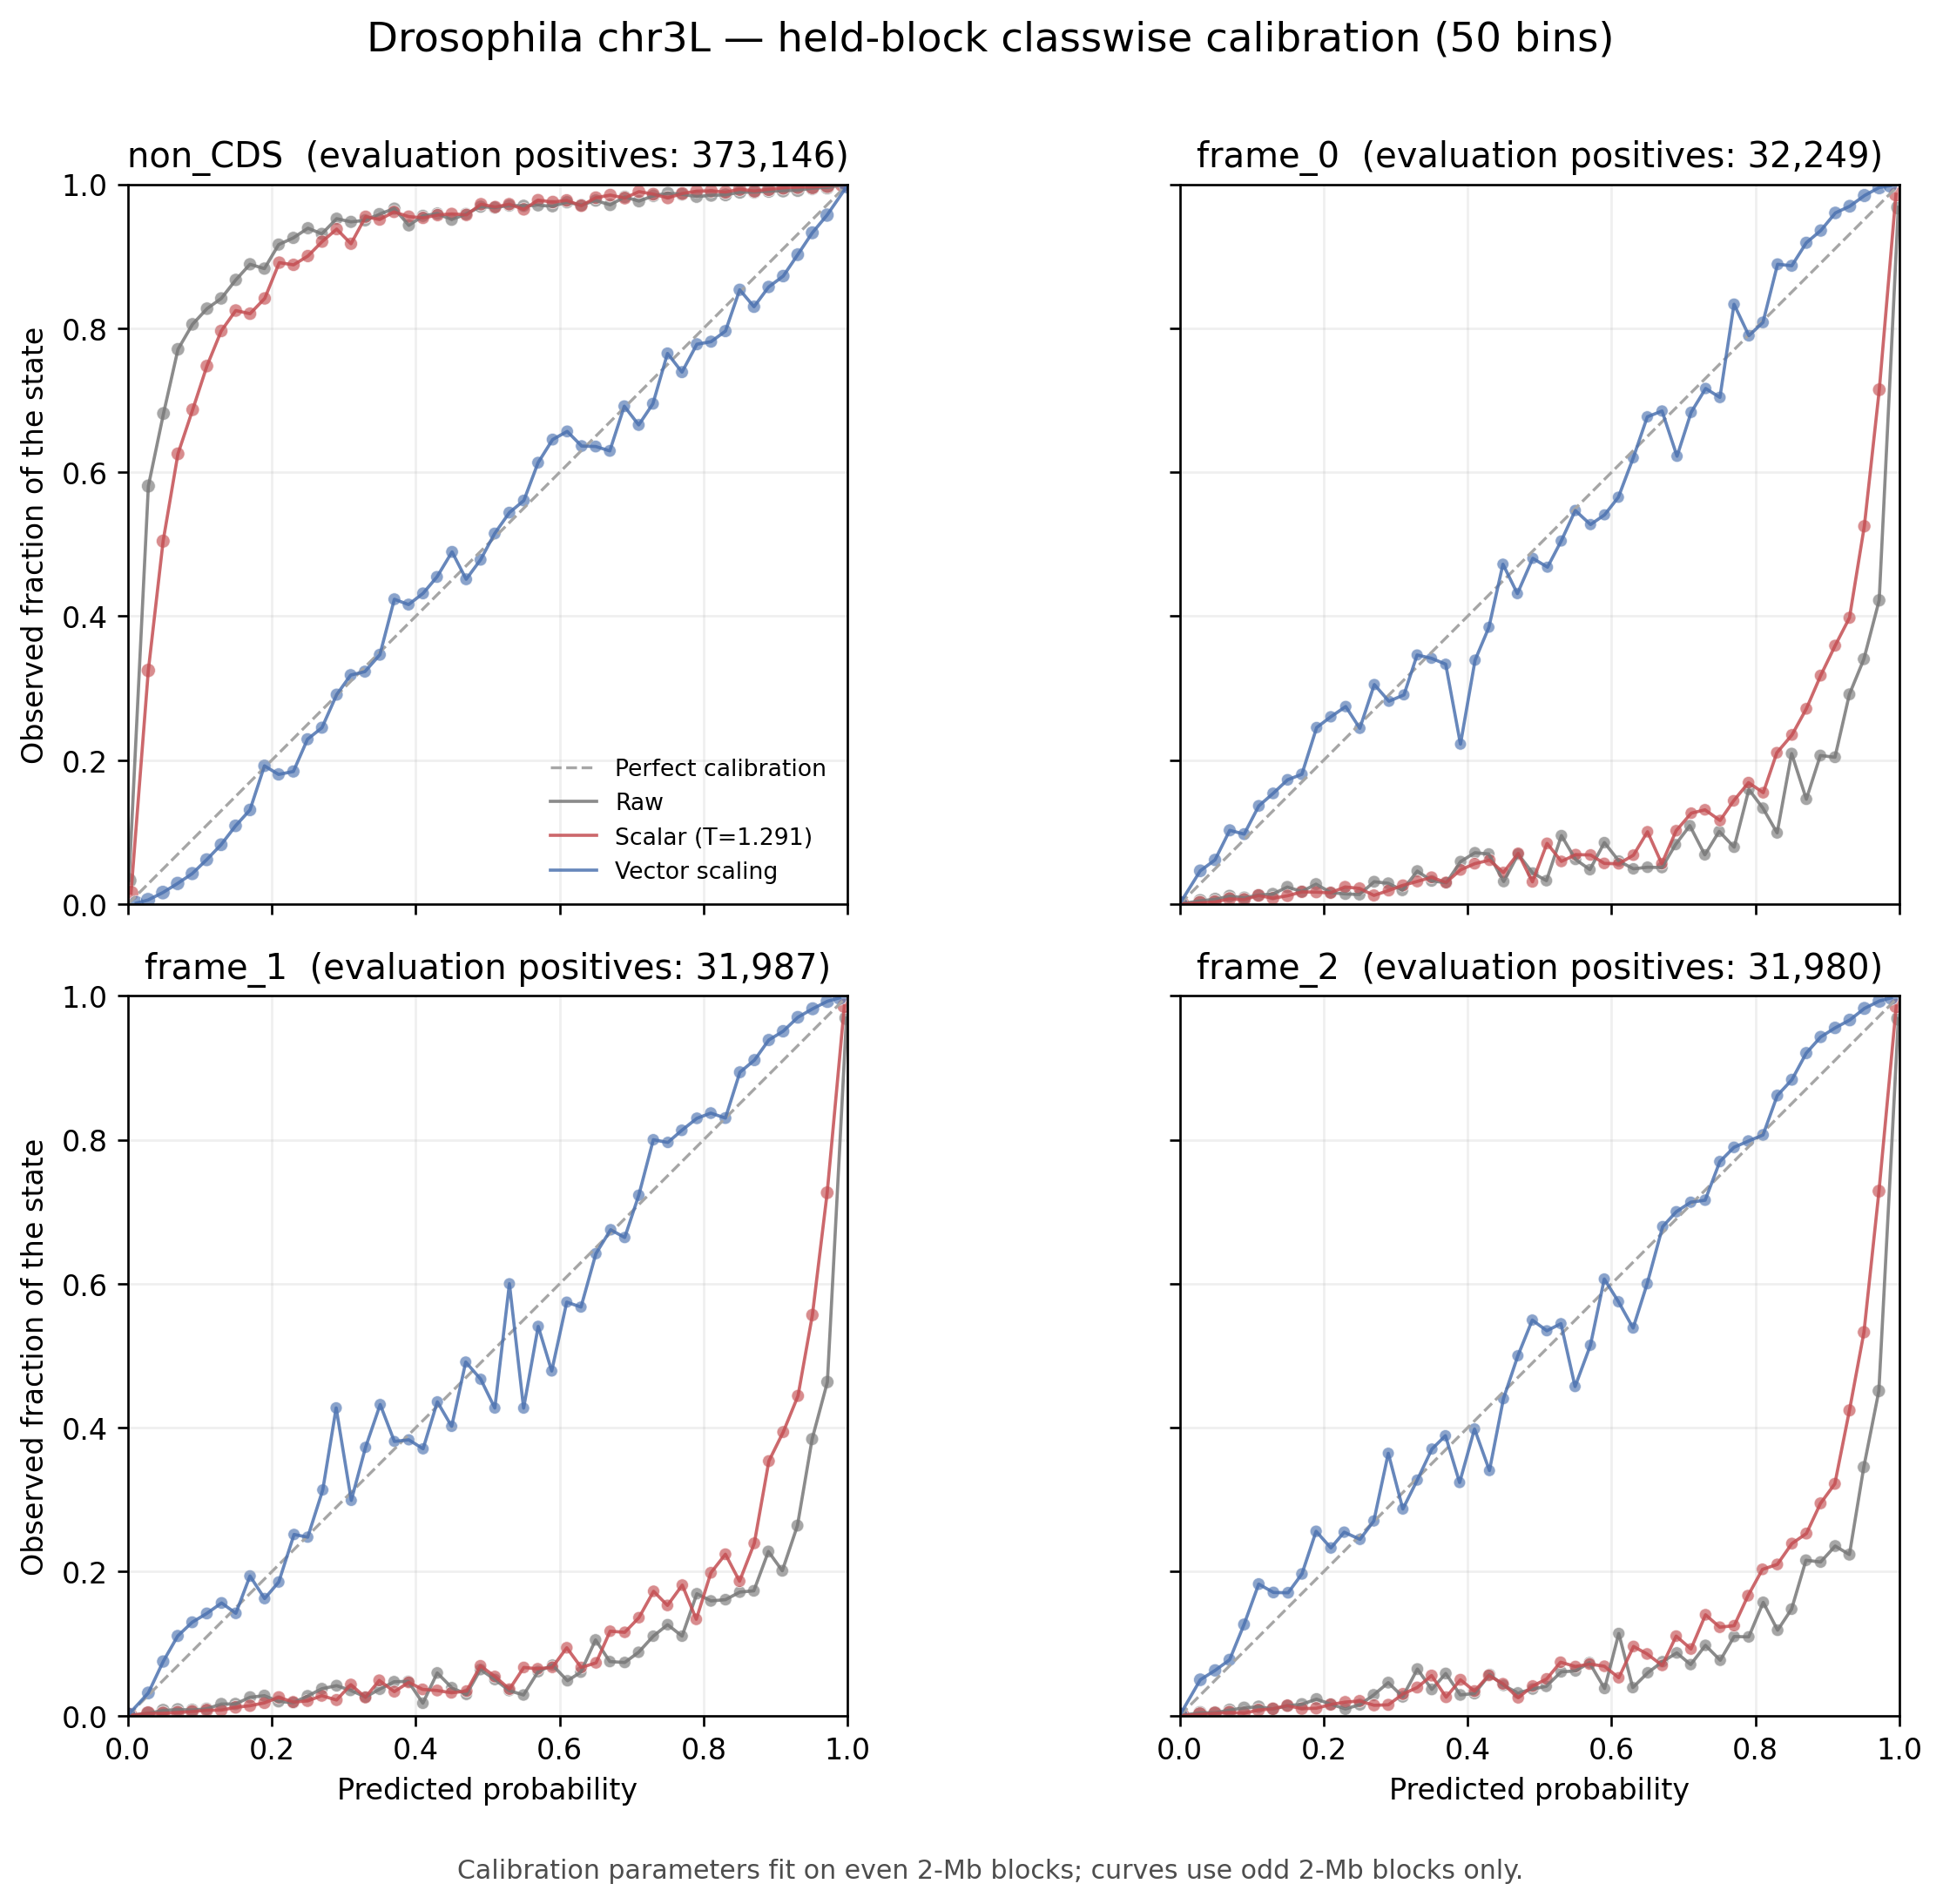 Drosophila chr3L — held-block classwise calibration (50 bins)
non_CDS (evaluation positives: 373,146)
1.0
0.8
0.6
0.4
0.2
0.0
Observed fraction of the state
Perfect calibration
Raw
Scalar (T=1.291)
Vector scaling
frame_0 (evaluation positives: 32,249)
frame_1 (evaluation positives: 31,987)
1.0
0.8
0.6
0.4
0.2
0.0
Observed fraction of the state
0.0 0.2 0.4 0.6 0.8 1.0
Predicted probability
frame_2 (evaluation positives: 31,980)
0.0 0.2 0.4 0.6 0.8 1.0
Predicted probability
Calibration parameters fit on even 2-Mb blocks; curves use odd 2-Mb blocks only.